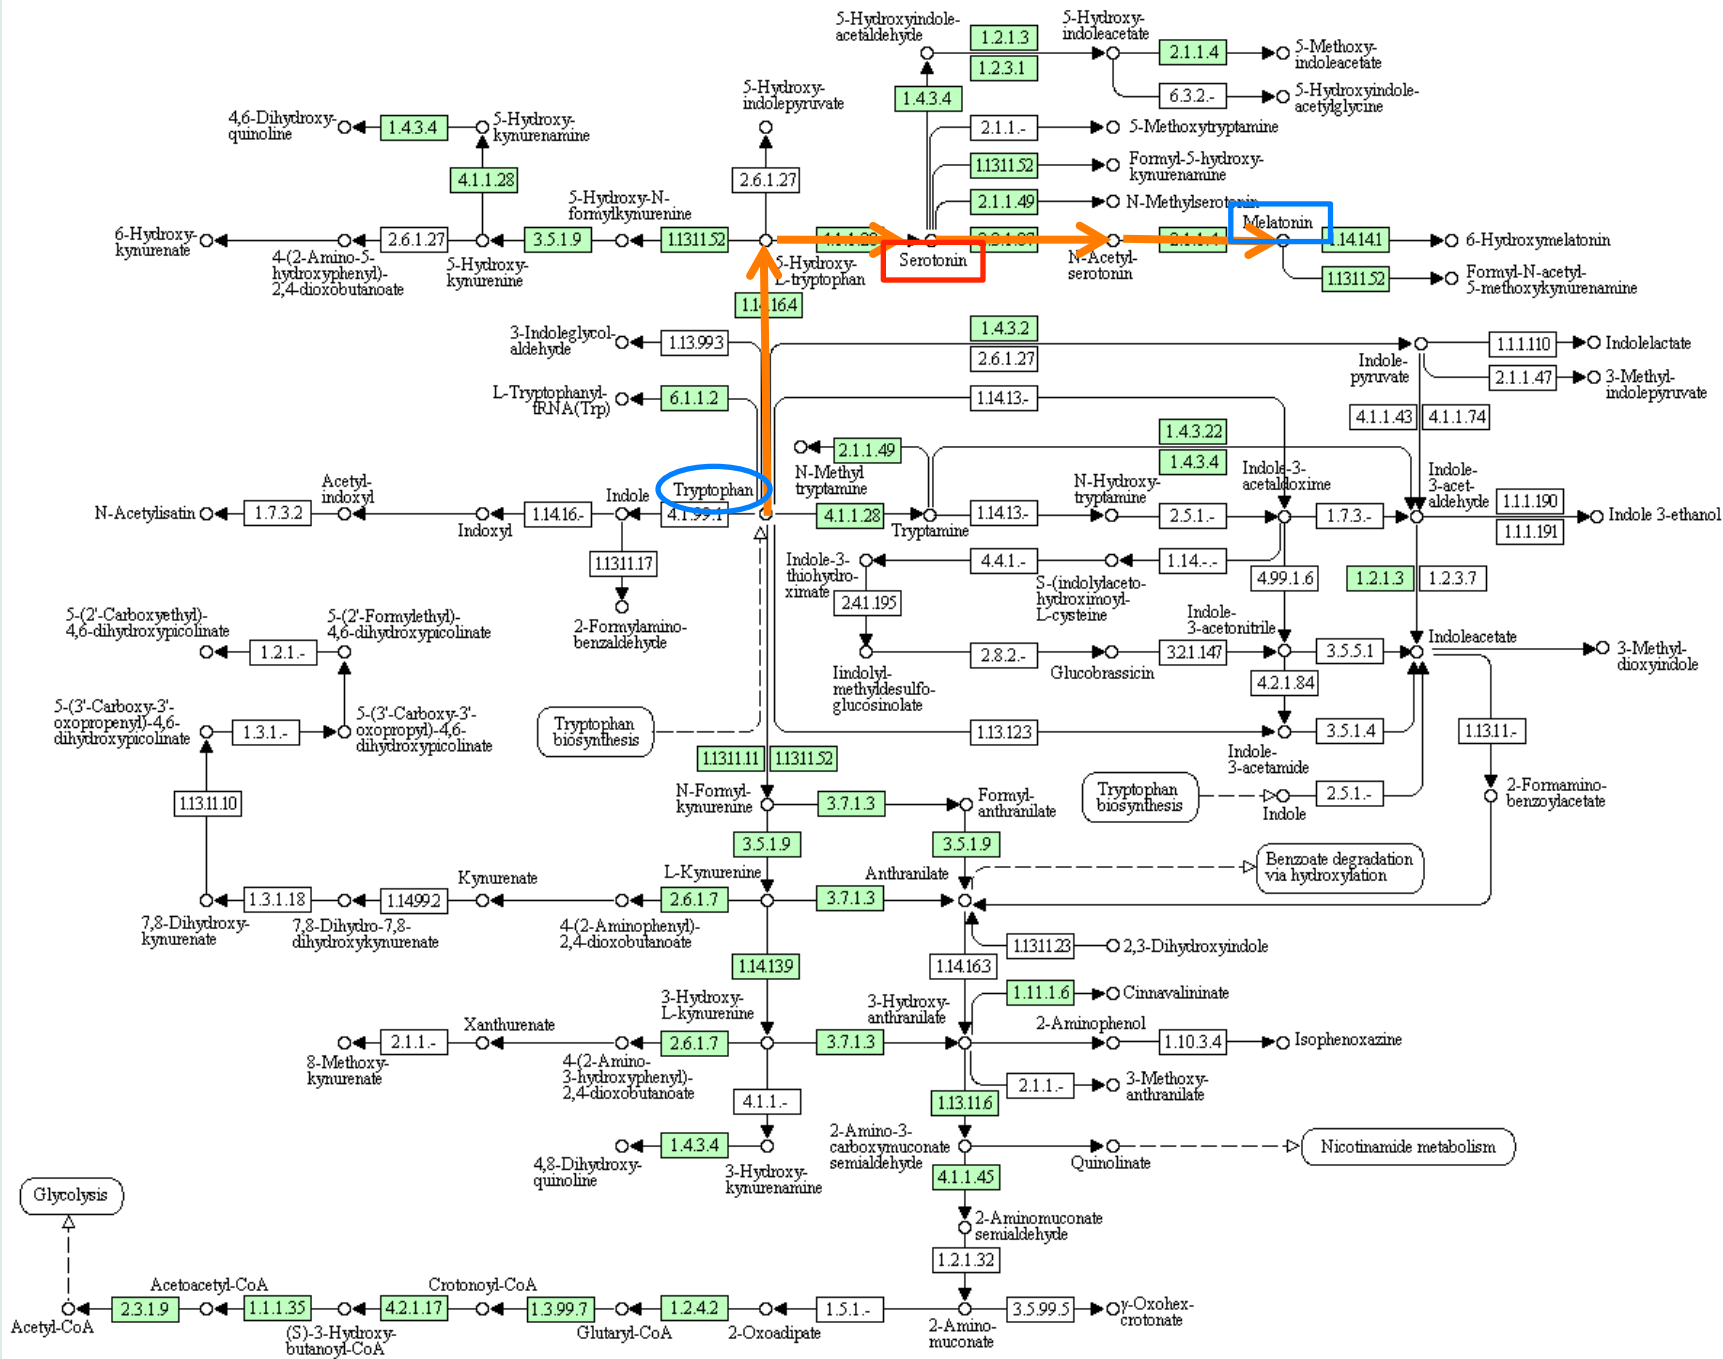 5-Hydroxyindole-
acetaldehyde
1.2.1.3
1.2.3.1
5-Hydroxy-
indoleacetate
2.1.1.4
5-Methoxy-
indoleacetate
6.3.2.-
5-Hydroxyindole-
acetylglycine
1.4.3.4
5-Hydroxy-
indolepyruvate
2.1.1.-
5-Methoxytryptamine
4,6-Dihydroxy-
quinoline
1.4.3.4
5-Hydroxy-
kynurenamine
1.1311.52
Formyl-5-hydroxy-
kynurenamine
4.1.1.28
2.6.1.27
2.1.1.49
N-Methylserotonin
5-Hydroxy-N-
formylkynurenine
Melatonin
6-Hydroxy-
kynurenate
2.6.1.27
3.5.1.9
1.1311.52
1.14.14.1
6-Hydroxymelatonin
4-(2-Amino-5-
hydroxyphenyl)-
2,4-dioxobutanoate
5-Hydroxy-
kynurenine
5-Hydroxy-
L-tryptophan
Serotonin
N-Acetyl-
serotonin
1.1311.52
Formyl-N-acetyl-
5-methoxykynurenamine
1.14.16.4
3-Indoleglycol-
aldehyde
1.13.99.3
1.4.3.2
2.6.1.27
Indole-
pyruvate
1.1.1.110
Indolelactate
2.1.1.47
3-Methyl-
indolepyruvate
L-Tryptophanyl-
tRNA(Trp)
6.1.1.2
1.14.13.-
4.1.1.43
4.1.1.74
1.4.3.22
1.4.3.4
2.1.1.49
N-Methyl
tryptamine
N-Hydroxy-
tryptamine
Indole-3-
acetaldoxime
Indole-
3-acet-
aldehyde
Tryptophan
Acetyl-
indoxyl
Indole
N-Acetylisatin
1.7.3.2
1.14.16.-
4.1.99.1
4.1.1.28
1.14.13.-
2.5.1.-
1.7.3.-
1.1.1.190
1.1.1.191
Indole 3-ethanol
Indoxyl
Tryptamine
1.1311.17
2-Formylamino-
benzaldehyde
Indole-3-
thiohydro-
ximate
4.4.1.-
1.14.-.-
S-(indolylaceto-
hydroximoyl-
L-cysteine
4.99.1.6
1.2.1.3
1.2.3.7
2.4.1.195
5-(2'-Carboxyethyl)-
4,6-dihydroxypicolinate
5-(2'-Formylethyl)-
4,6-dihydroxypicolinate
1.2.1.-
Indole-
3-acetonitrile
Indoleacetate
Iindolyl-
methyldesulfo-
glucosinolate
2.8.2.-
Glucobrassicin
3.2.1.147
3.5.5.1
3-Methyl-
dioxyindole
4.2.1.84
5-(3'-Carboxy-3'-
oxopropenyl)-4,6-
dihydroxypicolinate
1.3.1.-
5-(3'-Carboxy-3'-
oxopropyl)-4,6-
dihydroxypicolinate
Tryptophan
biosynthesis
1.13.12.3
Indole-
3-acetamide
3.5.1.4
1.13.11.-
1.1311.11
1.1311.52
Tryptophan
biosynthesis
Indole
2.5.1.-
2-Formamino-
benzoylacetate
1.13.11.10
N-Formyl-
kynurenine
3.7.1.3
Formyl-
anthranilate
3.5.1.9
3.5.1.9
Benzoate degradation
via hydroxylation
Kynurenate
L-Kynurenine
Anthranilate
1.3.1.18
1.14.99.2
2.6.1.7
3.7.1.3
7,8-Dihydroxy-
kynurenate
7,8-Dihydro-7,8-
dihydroxykynurenate
4-(2-Aminophenyl)-
2,4-dioxobutanoate
1.1311.23
2,3-Dihydroxyindole
1.14.13.9
1.14.16.3
3-Hydroxy-
L-kynurenine
3-Hydroxy-
anthranilate
1.11.1.6
Cinnavalininate
Xanthurenate
2-Aminophenol
2.1.1.-
2.6.1.7
3.7.1.3
1.10.3.4
Isophenoxazine
8-Methoxy-
kynurenate
4-(2-Amino-
3-hydroxyphenyl)-
2,4-dioxobutanoate
2.1.1.-
3-Methoxy-
anthranilate
4.1.1.-
1.13.11.6
4,8-Dihydroxy-
quinoline
1.4.3.4
3-Hydroxy-
kynurenamine
2-Amino-3-
carboxymuconate
semialdehyde
Quinolinate
Nicotinamide metabolism
4.1.1.45
Glycolysis
2-Aminomuconate
semialdehyde
1.2.1.32
Acetoacetyl-CoA
Crotonoyl-CoA
2.3.1.9
1.1.1.35
4.2.1.17
1.3.99.7
1.2.4.2
1.5.1.-
3.5.99.5
γ-Oxohex-
crotonate
Acetyl-CoA
(S)-3-Hydroxy-
butanoyl-CoA
Glutaryl-CoA
2-Oxoadipate
2-Amino-
muconate